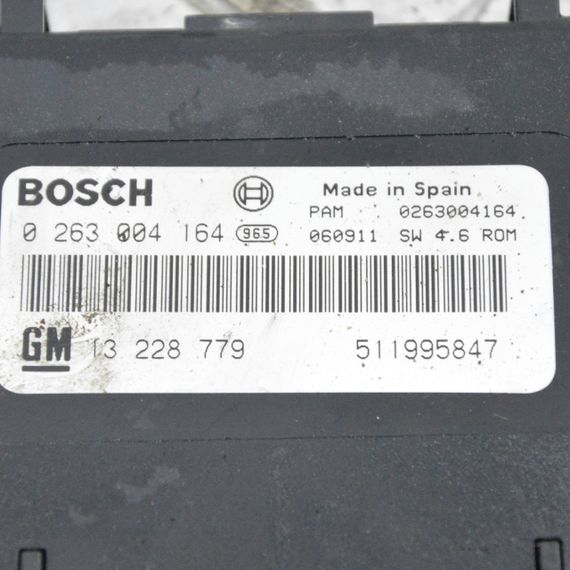 BOSCH Made in Spain
PAM 0263004164
0 263 004 164 965 060911 SW 4.6 ROM
GM 13 228 779 511995847